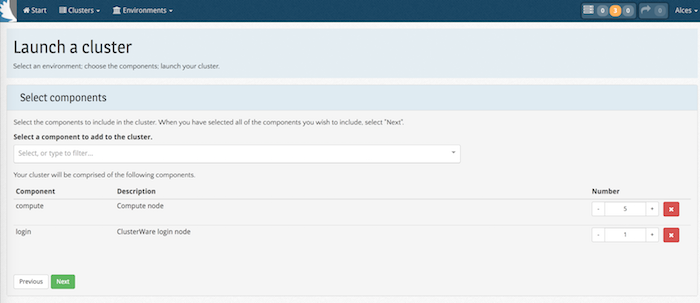 Start Clusters Environments 0 3 0 0 Alces
Launch a cluster
Select an environment; choose the components; launch your cluster.
Select components
Select the components to include in the cluster. When you have selected all of the components you wish to include, select "Next".
Select a component to add to the cluster.
Select, or type to filter...
Your cluster will be comprised of the following components.
Component Description Number
compute Compute node - 5 +
login ClusterWare login node - 1 +
Previous Next